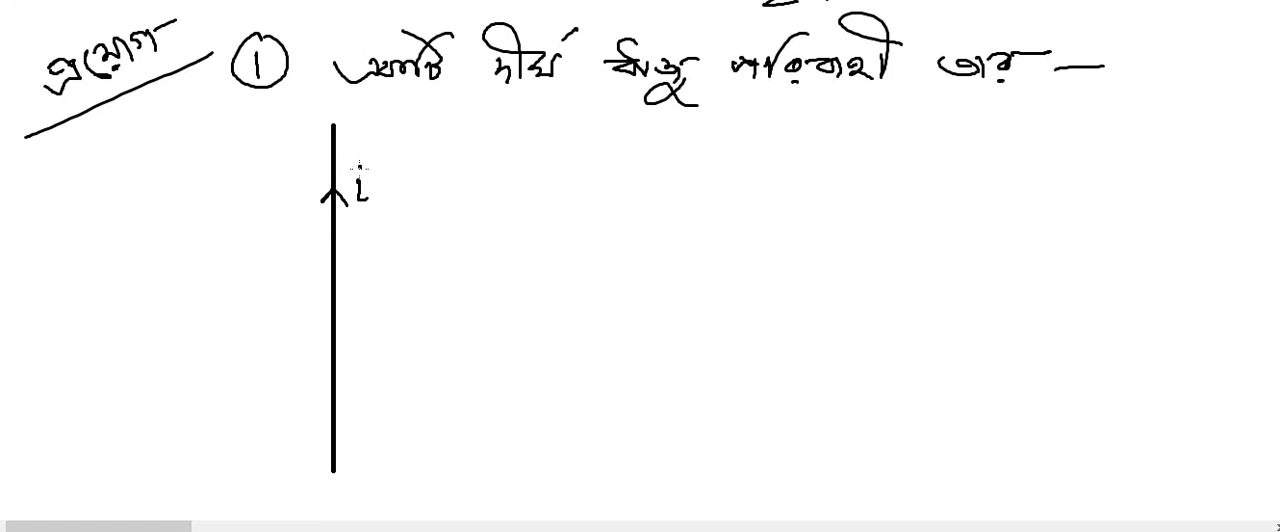 প্রয়োগ ① একটি দীর্ঘ ঋজু পরিবাহী তার —
i